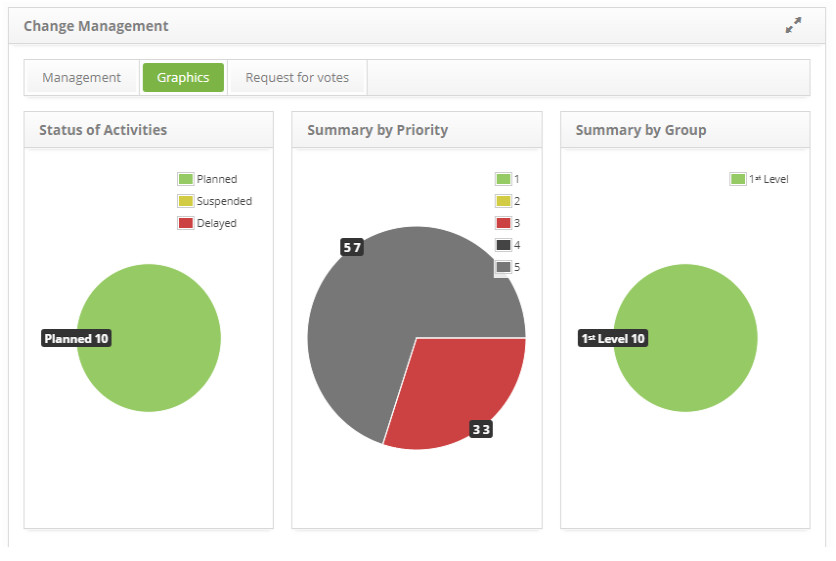 Change Management
Management Graphics Request for votes
Status of Activities
Planned
Suspended
Delayed
Planned 10
Summary by Priority
1
2
3
4
5
5 7
3 3
Summary by Group
1st Level
1st Level 10